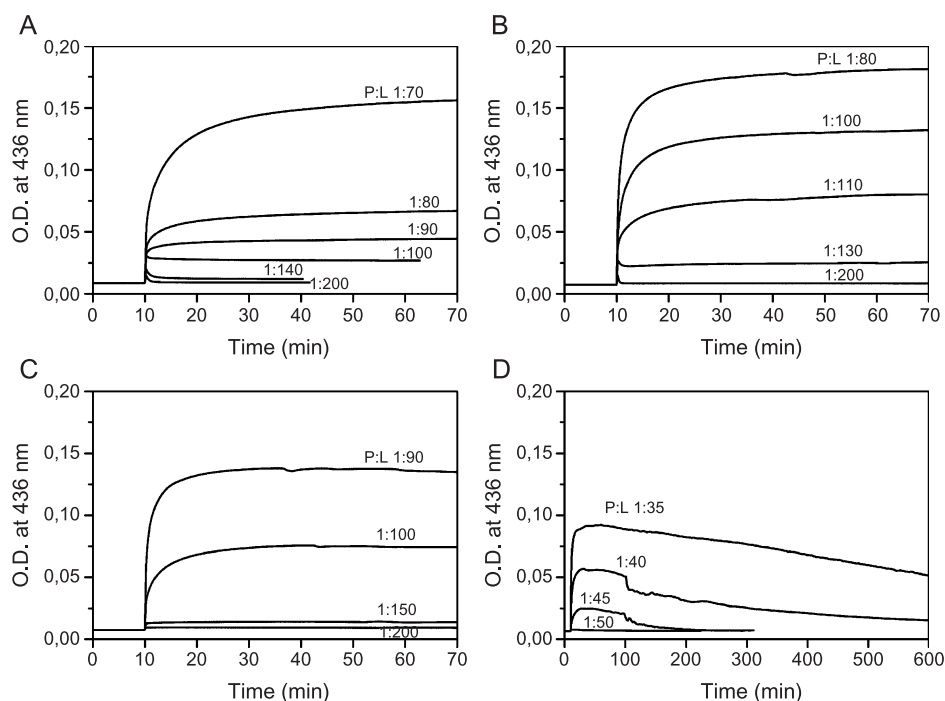 A
O.D. at 436 nm
0,20
0,15
0,10
0,05
0,00
P:L 1:70
1:80
1:90
1:100
1:140
1:200
0 10 20 30 40 50 60 70
Time (min)
B
O.D. at 436 nm
0,20
0,15
0,10
0,05
0,00
P:L 1:80
1:100
1:110
1:130
1:200
0 10 20 30 40 50 60 70
Time (min)
C
O.D. at 436 nm
0,20
0,15
0,10
0,05
0,00
P:L 1:90
1:100
1:150
1:200
0 10 20 30 40 50 60 70
Time (min)
D
O.D. at 436 nm
0,20
0,15
0,10
0,05
0,00
P:L 1:35
1:40
1:45
1:50
0 100 200 300 400 500 600
Time (min)